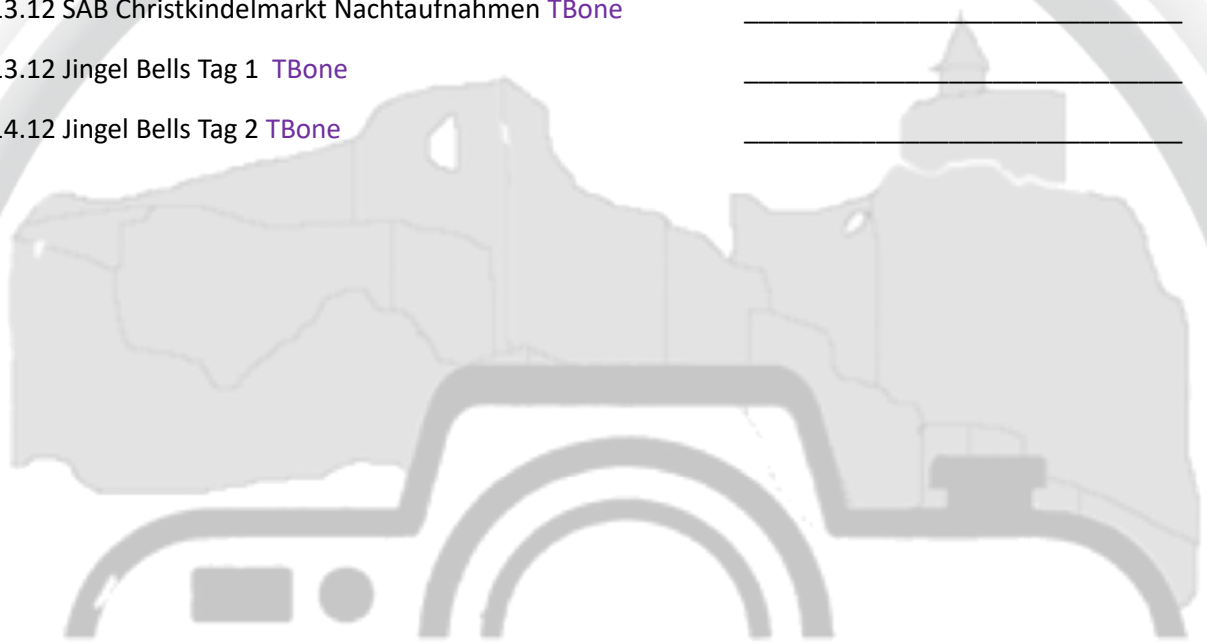 13.12 SAB Christkindelmarkt Nachtaufnahmen TBone
13.12 Jingel Bells Tag 1 TBone
14.12 Jingel Bells Tag 2 TBone